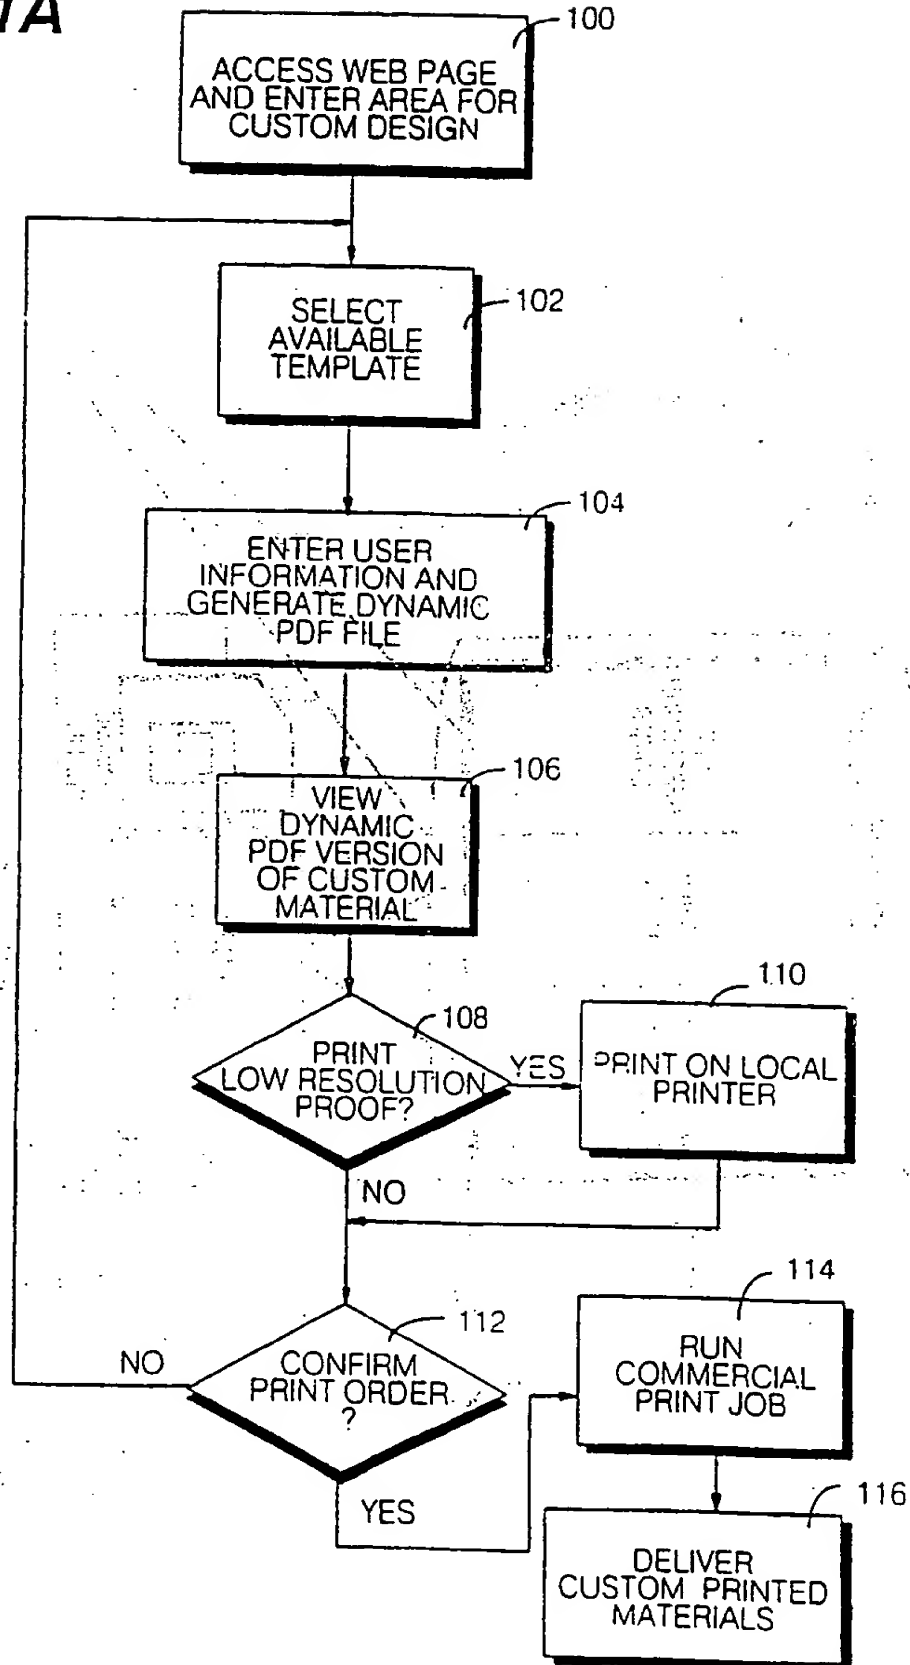 1A
100
ACCESS WEB PAGE
AND ENTER AREA FOR
CUSTOM DESIGN
102
SELECT
AVAILABLE
TEMPLATE
104
ENTER USER
INFORMATION AND
GENERATE DYNAMIC
PDF FILE
106
VIEW
DYNAMIC
PDF VERSION
OF CUSTOM
MATERIAL
108
PRINT
LOW RESOLUTION
PROOF?
YES
110
PRINT ON LOCAL
PRINTER
NO
112
CONFIRM
PRINT ORDER
?
NO
YES
114
RUN
COMMERCIAL
PRINT JOB
116
DELIVER
CUSTOM PRINTED
MATERIALS